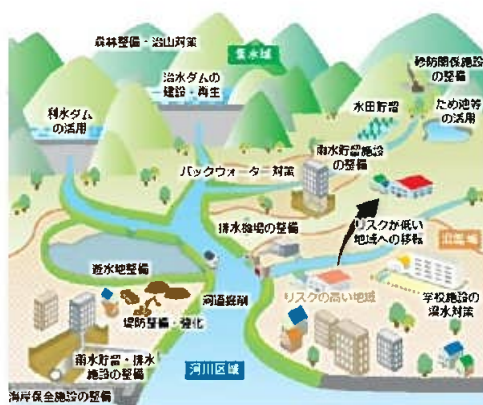 森林整備・治山対策
集水域
砂防関係施設
の整備
治水ダムの
建設・再生
利水ダム
の活用
水田貯留
ため池等
の活用
雨水貯留施設
の整備
バックウォーター対策
リスクが低い
地域への移転
排水機場の整備
氾濫域
遊水地整備
河道掘削
リスクの高い地域
学校施設の
浸水対策
堤防整備・強化
雨水貯留・排水
施設の整備
河川区域
海岸保全施設の整備